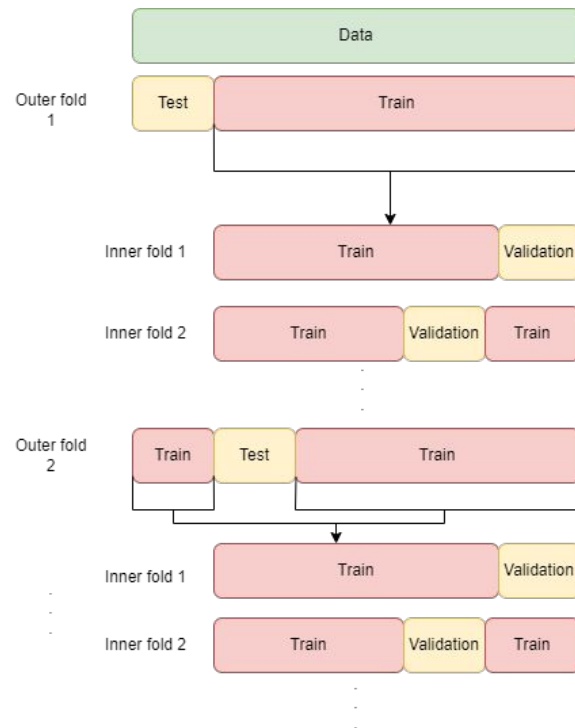 Data
Outer fold
1
Test
Train
Inner fold 1
Train
Validation
Inner fold 2
Train
Validation
Train
Outer fold
2
Train
Test
Train
Inner fold 1
Train
Validation
Inner fold 2
Train
Validation
Train